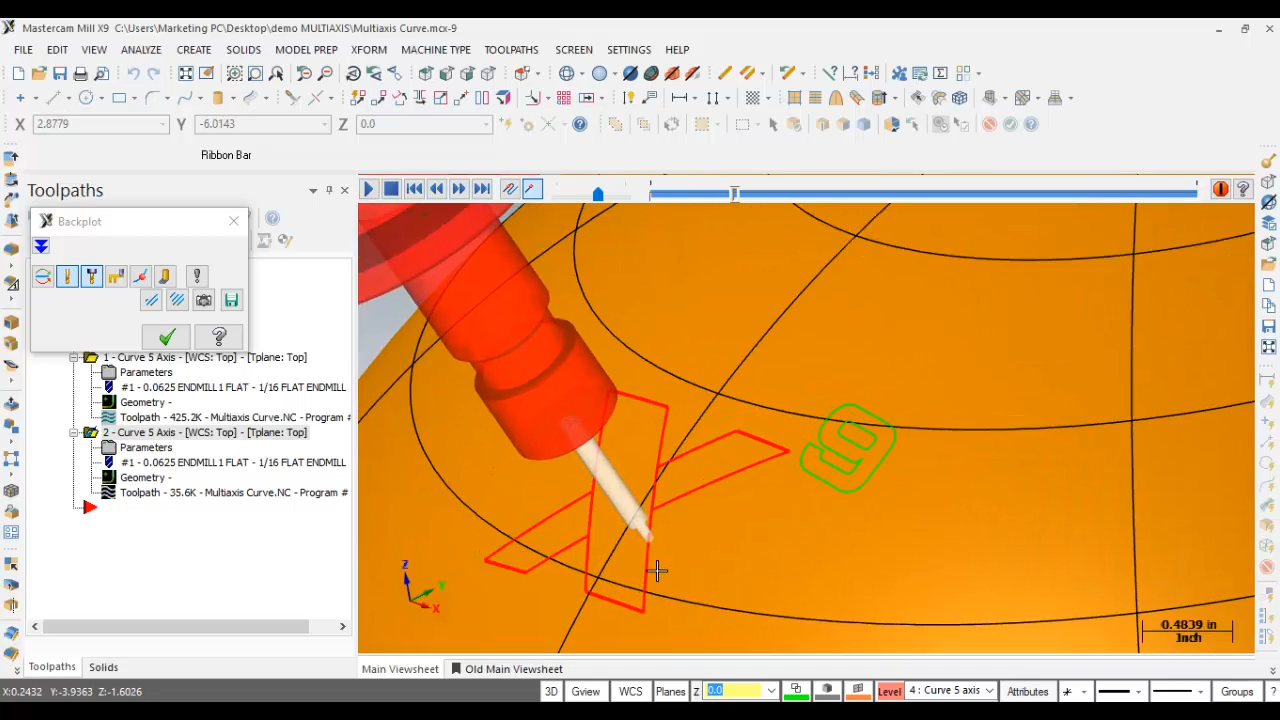 Mastercam Mill X9 C:\Users\Marketing PC\Desktop\demo MULTIAXIS\Multiaxis Curve.mcx-9
FILE EDIT VIEW ANALYZE CREATE SOLIDS MODEL PREP XFORM MACHINE TYPE TOOLPATHS SCREEN SETTINGS HELP
X 2.8779 Y -6.0143 Z 0.0
Ribbon Bar
Toolpaths
Backplot
1 - Curve 5 Axis - [WCS: Top] - [Tplane: Top]
Parameters
#1 - 0.0625 ENDMILL1 FLAT - 1/16 FLAT ENDMILL
Geometry -
Toolpath - 425.2K - Multiaxis Curve.NC - Program #
2 - Curve 5 Axis - [WCS: Top] - [Tplane: Top]
Parameters
#1 - 0.0625 ENDMILL1 FLAT - 1/16 FLAT ENDMILL
Geometry -
Toolpath - 35.6K - Multiaxis Curve.NC - Program #
Z
Y
X
0.4839 in
Inch
Toolpaths Solids
Main Viewsheet Old Main Viewsheet
X:0.2432 Y:-3.9363 Z:-1.6026
3D Gview WCS Planes Z 0.0 Level 4 : Curve 5 axis Attributes Groups ?